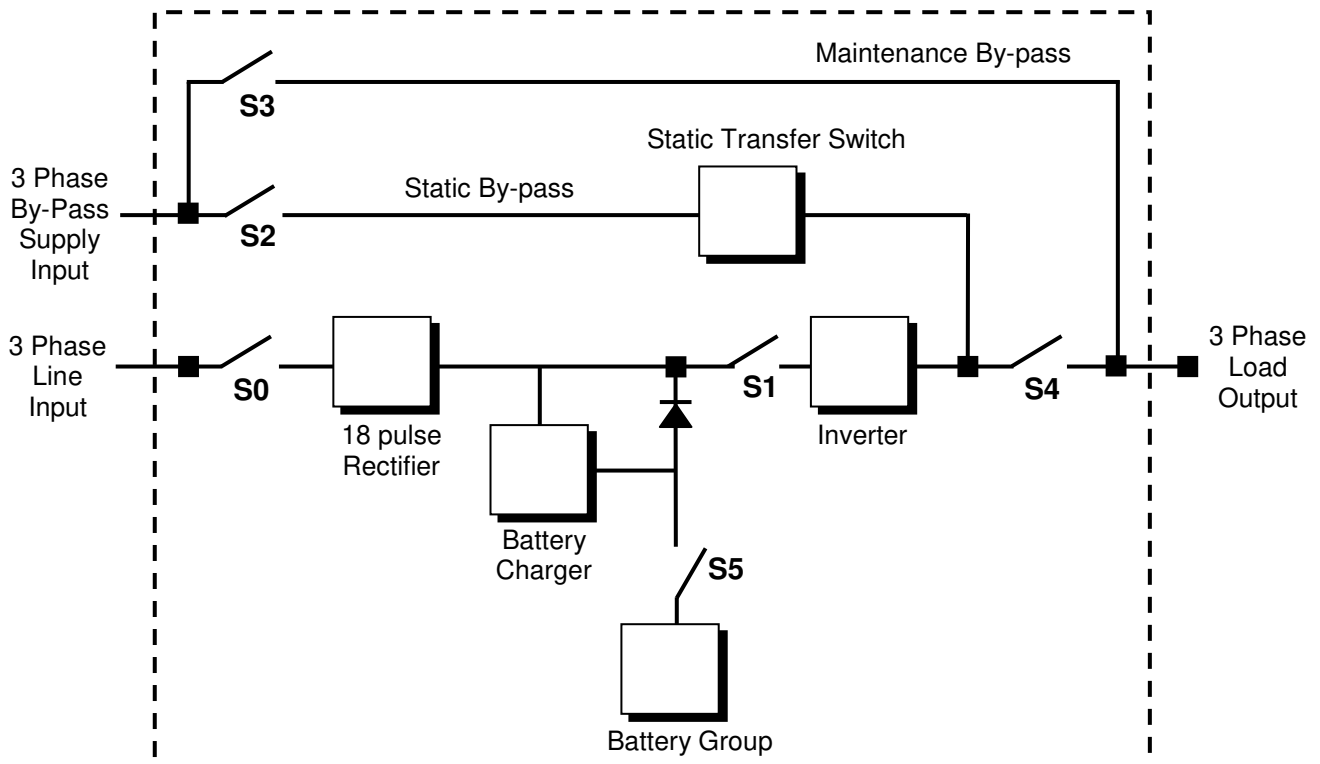 Maintenance By-pass
S3
Static Transfer Switch
3 Phase
By-Pass
Supply
Input
Static By-pass
S2
3 Phase
Line
Input
S0
18 pulse
Rectifier
S1
Inverter
S4
3 Phase
Load
Output
Battery
Charger
S5
Battery Group